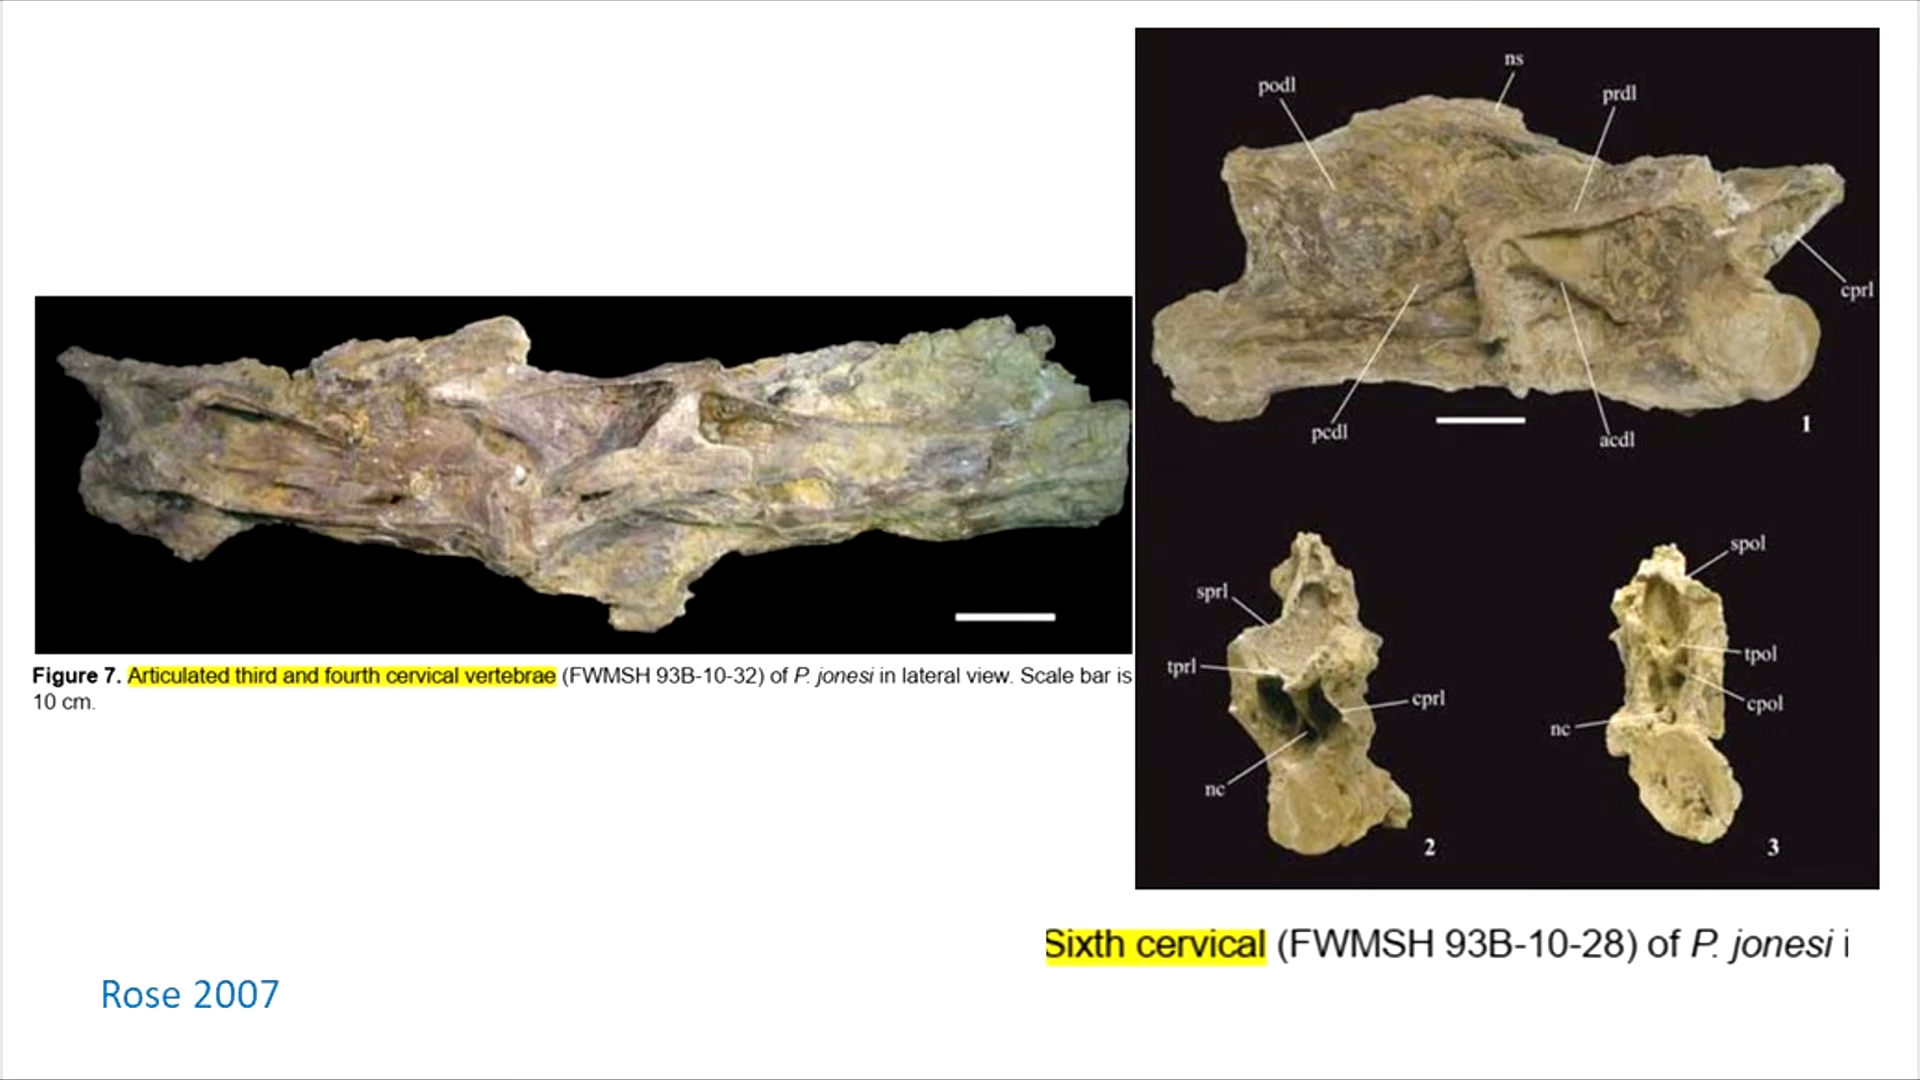 ns
podl
prdl
cprl
pcdl
acdl
1
sprl
tprl
cprl
nc
2
spol
tpol
cpol
nc
3
Figure 7. Articulated third and fourth cervical vertebrae (FWMSH 93B-10-32) of P. jonesi in lateral view. Scale bar is
10 cm.
Sixth cervical (FWMSH 93B-10-28) of P. jonesi i
Rose 2007